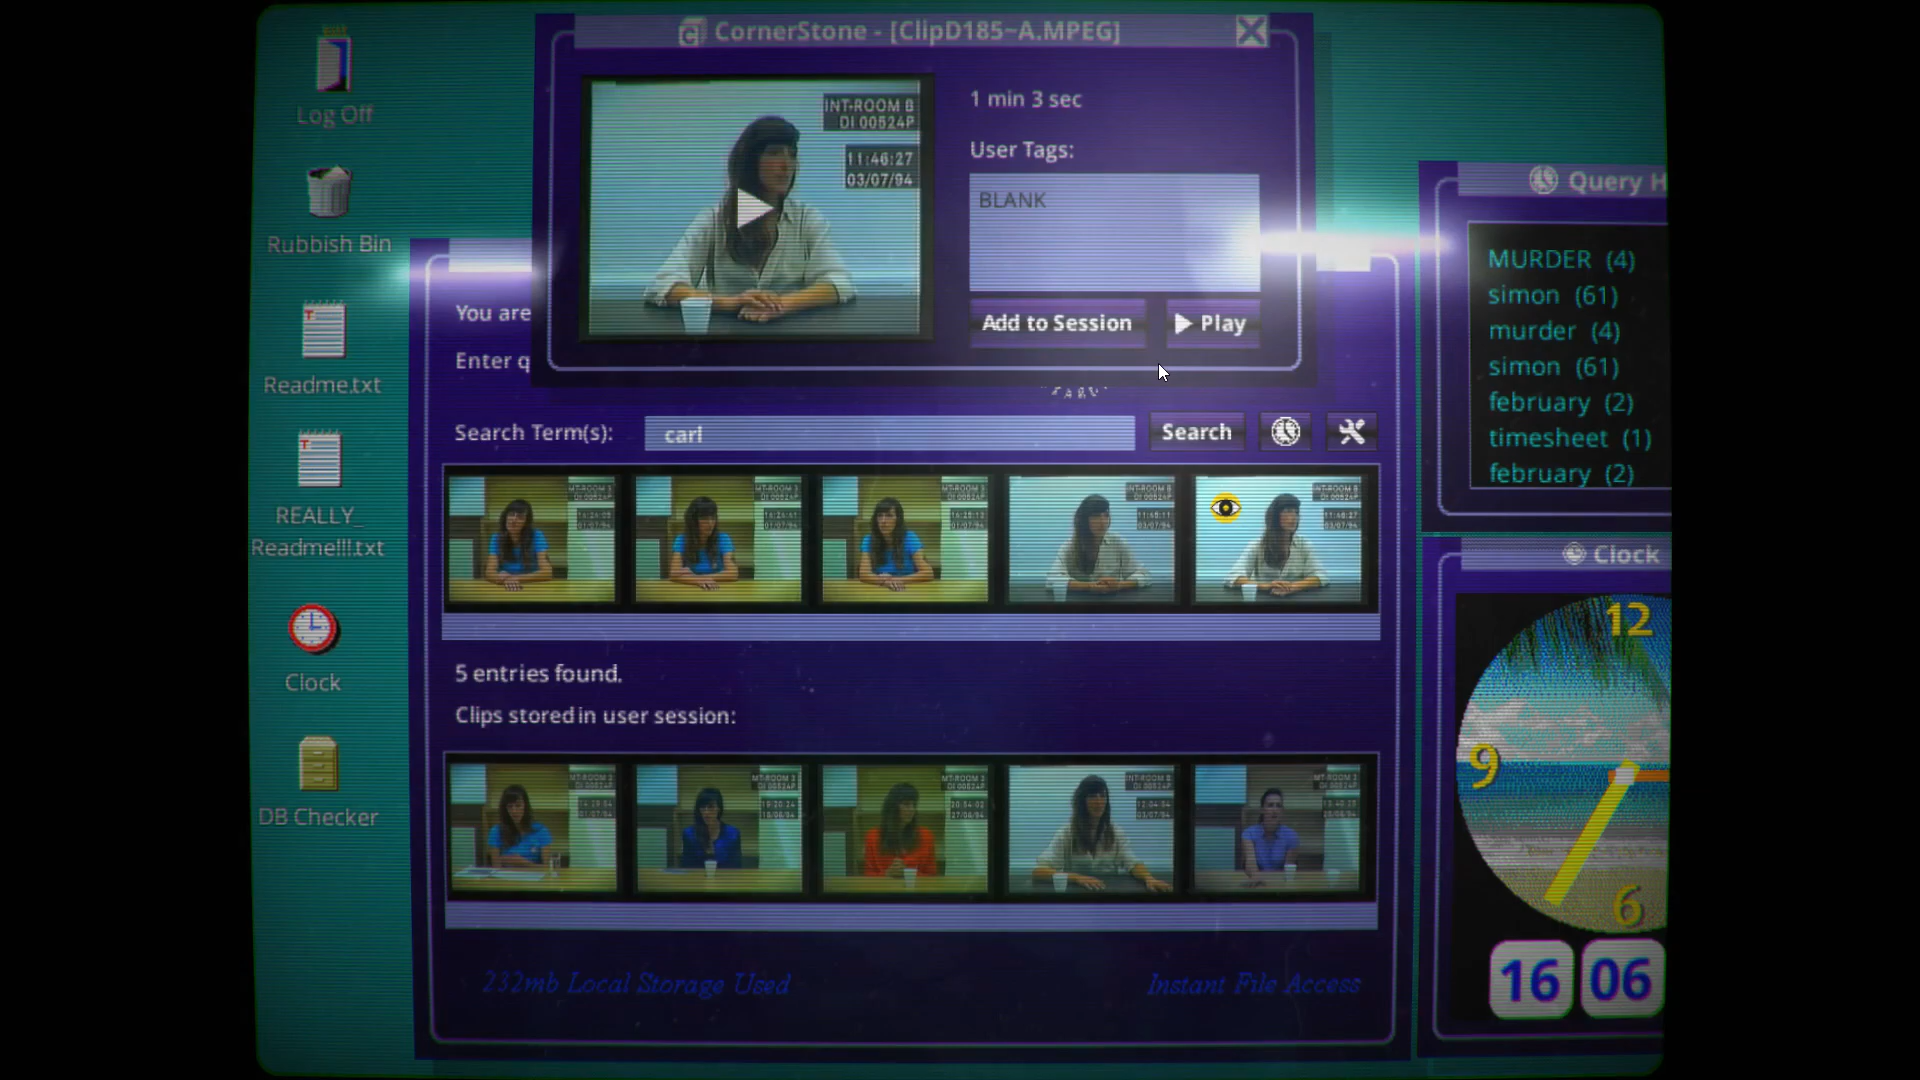 Log Off
Rubbish Bin
Readme.txt
REALLY_
Readme!!!.txt
Clock
DB Checker
CornerStone - [ClipD185~A.MPEG]
INT-ROOM B
DI 00524P
11:46:27
03/07/94
1 min 3 sec
User Tags:
BLANK
Add to Session
Play
You are
Enter q
Search Term(s):
carl
Search
5 entries found.
Clips stored in user session:
232mb Local Storage Used
Instant File Access
Query H
MURDER (4)
simon (61)
murder (4)
simon (61)
february (2)
timesheet (1)
february (2)
Clock
12
9
6
16 06